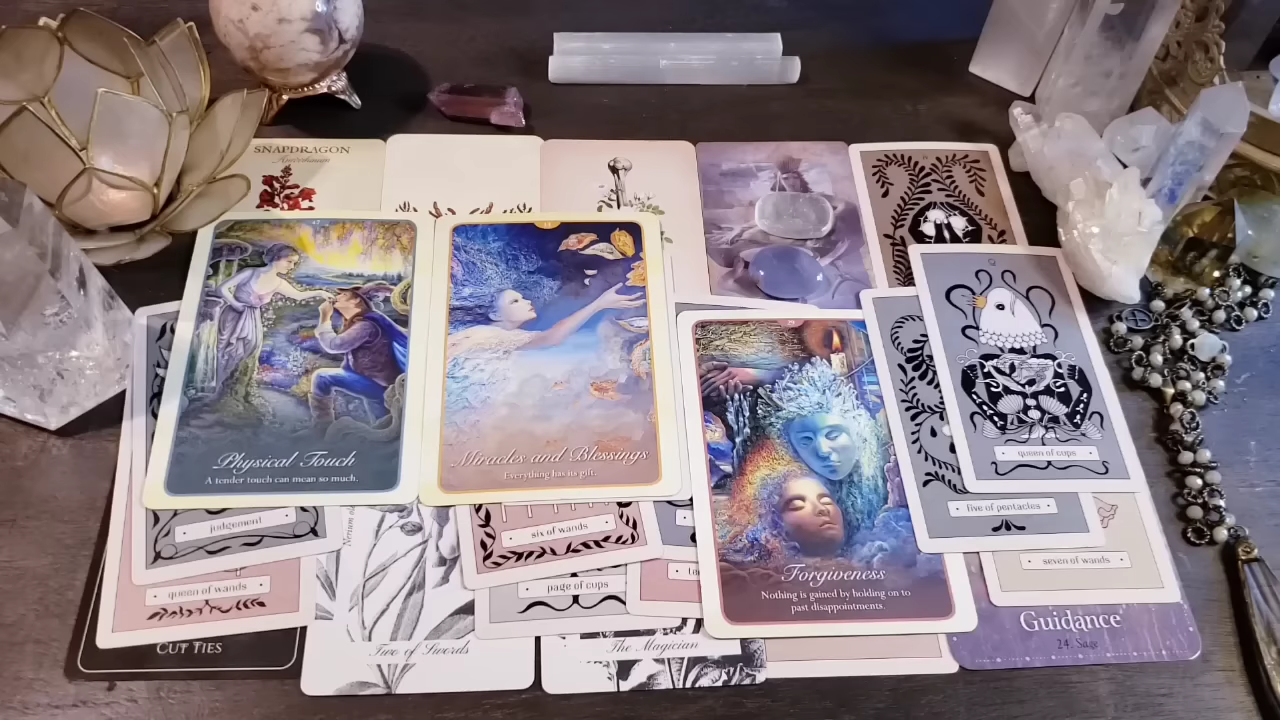 SNAPDRAGON
queen of cups
Physical Touch
A tender touch can mean so much.
Miracles and Blessings
Everything has its gift.
five of pentacles
judgement
six of wands
seven of wands
Forgiveness
Nothing is gained by holding on to
past disappointments.
queen of wands
page of cups
CUT TIES
Two of Swords
The Magician
Guidance
24. Sage